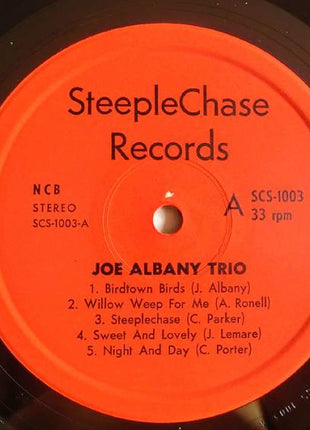 SteepleChase
Records
NCB
STEREO
SCS-1003-A
A
SCS-1003
33 rpm
JOE ALBANY TRIO
1. Birdtown Birds (J. Albany)
2. Willow Weep For Me (A. Ronell)
3. Steeplechase (C. Parker)
4. Sweet And Lovely (J. Lemare)
5. Night And Day (C. Porter)